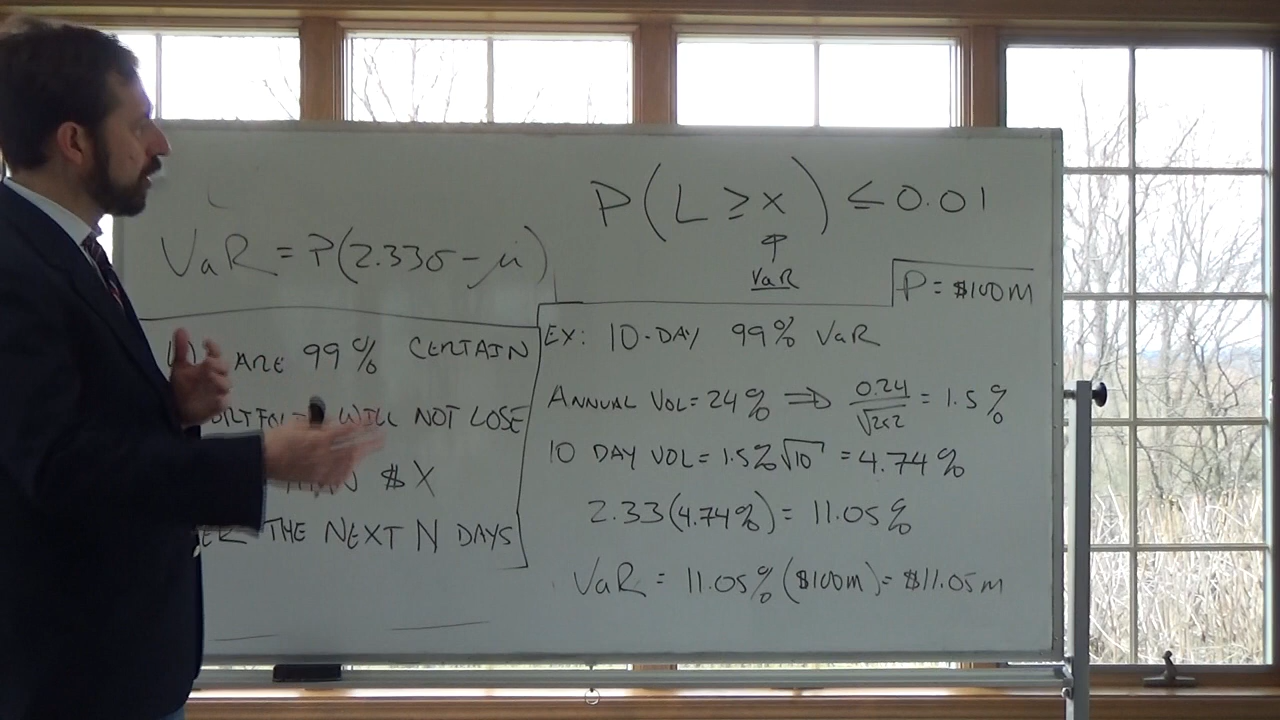 VaR = P(2.33σ - μ)
P(L ≥ x) ≤ 0.01
↑
VaR
P = $100M
ARE 99% CERTAIN
WILL NOT LOSE
$X
THE NEXT N DAYS
EX: 10-DAY 99% VaR
ANNUAL VOL = 24% ⇒ 0.24/√252 = 1.5%
10 DAY VOL = 1.5%√10 = 4.74%
2.33(4.74%) = 11.05%
VaR = 11.05%($100M) = $11.05M